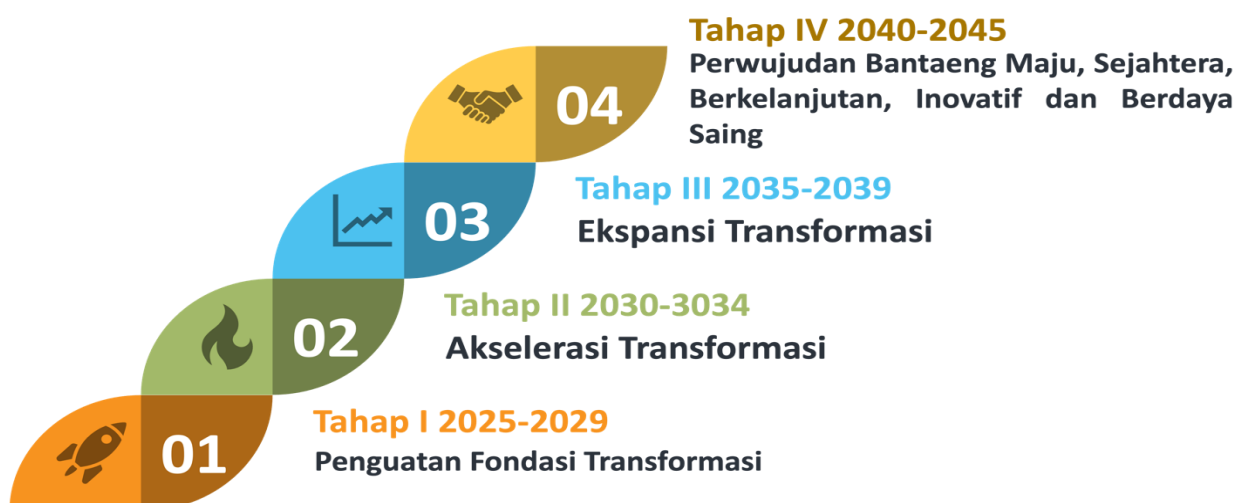 Tahap IV 2040-2045
Perwujudan Bantaeng Maju, Sejahtera,
Berkelanjutan, Inovatif dan Berdaya
Saing
04
Tahap III 2035-2039
Ekspansi Transformasi
03
Tahap II 2030-3034
Akselerasi Transformasi
02
Tahap I 2025-2029
Penguatan Fondasi Transformasi
01